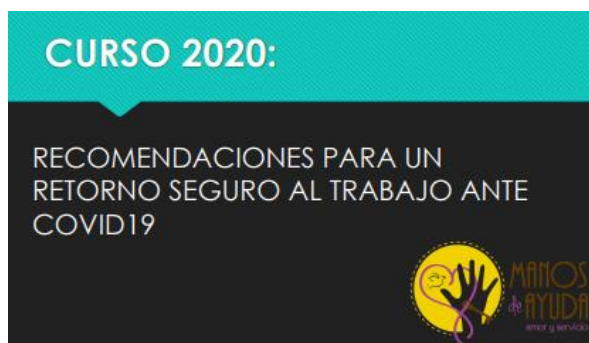 CURSO 2020:
RECOMENDACIONES PARA UN
RETORNO SEGURO AL TRABAJO ANTE
COVID19
MANOS
de AYUDA
amor y servicio